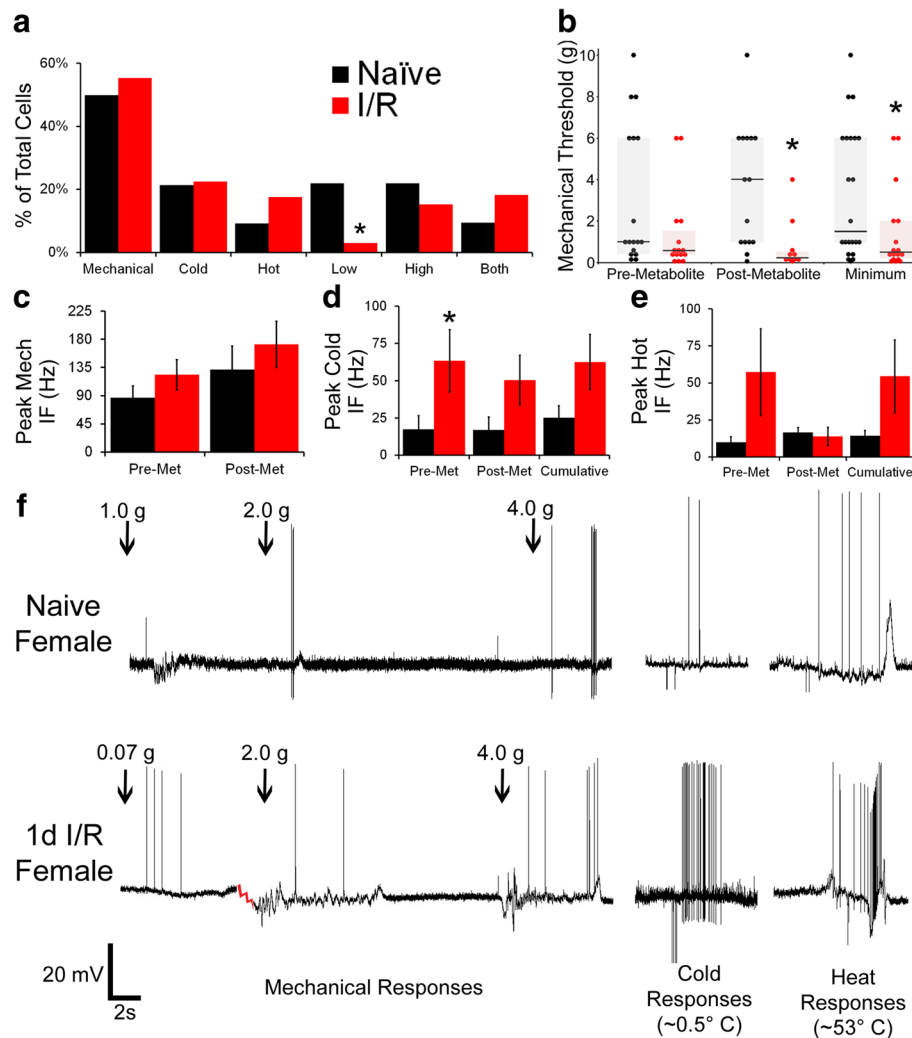 a
% of Total Cells
60%
40%
20%
0%
Naïve
I/R
*
Mechanical Cold Hot Low High Both
b
Mechanical Threshold (g)
10
8
6
4
2
0
*
*
Pre-Metabolite Post-Metabolite Minimum
c
Peak Mech
IF (Hz)
225
180
135
90
45
0
Pre-Met Post-Met
d
Peak Cold
IF (Hz)
100
75
50
25
0
*
Pre-Met Post-Met Cumulative
e
Peak Hot
IF (Hz)
100
75
50
25
0
Pre-Met Post-Met Cumulative
f
1.0 g 2.0 g 4.0 g
Naive
Female
0.07 g 2.0 g 4.0 g
1d I/R
Female
20 mV
2s
Mechanical Responses
Cold
Responses
(~0.5° C)
Heat
Responses
(~53° C)